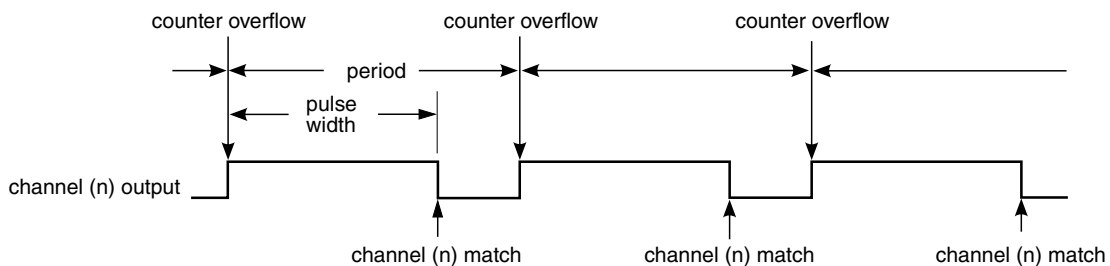 counter overflow
counter overflow
counter overflow
period
pulse
width
channel (n) output
channel (n) match
channel (n) match
channel (n) match